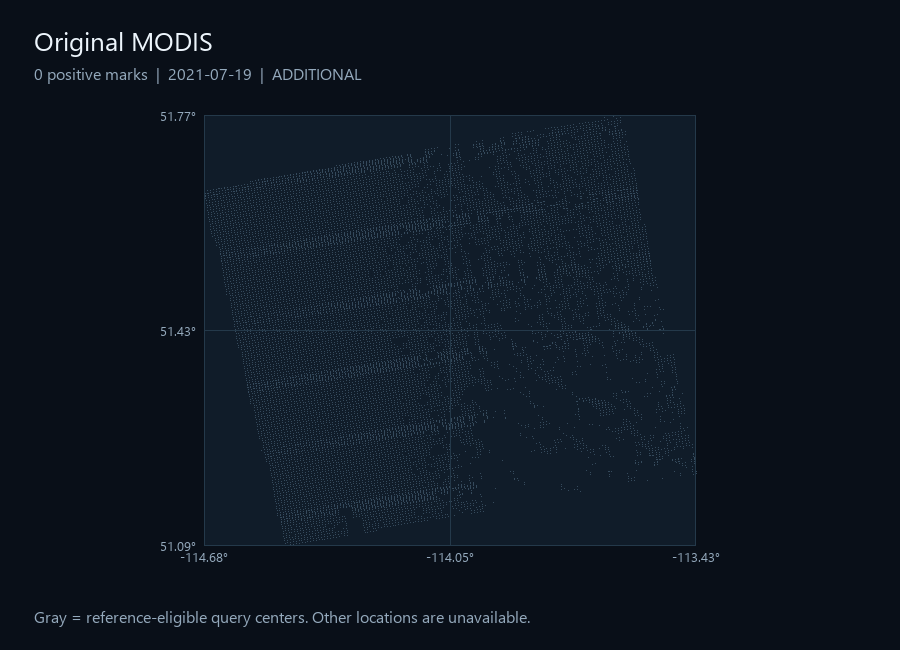 Original MODIS
0 positive marks | 2021-07-19 | ADDITIONAL
51.77°
51.43°
51.09°
-114.68°
-114.05°
-113.43°
Gray = reference-eligible query centers. Other locations are unavailable.